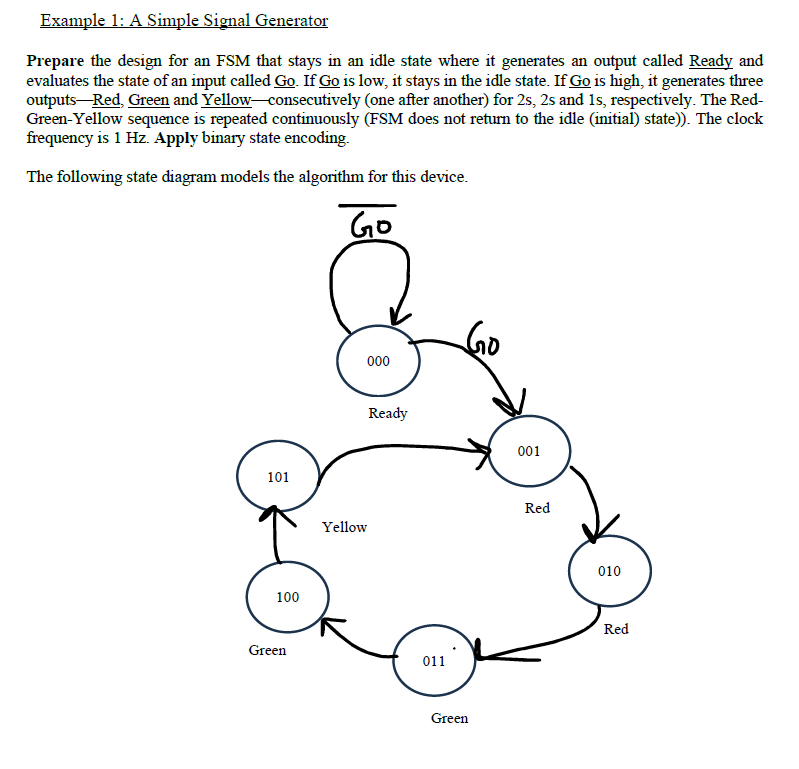 Example 1: A Simple Signal Generator
Prepare the design for an FSM that stays in an idle state where it generates an output called Ready and
evaluates the state of an input called Go. If Go is low, it stays in the idle state. If Go is high, it generates three
outputs—Red, Green and Yellow—consecutively (one after another) for 2s, 2s and 1s, respectively. The Red-
Green-Yellow sequence is repeated continuously (FSM does not return to the idle (initial) state)). The clock
frequency is 1 Hz. Apply binary state encoding.
The following state diagram models the algorithm for this device.
GO
GO
000
Ready
001
101
Red
Yellow
010
100
Red
Green
011
Green